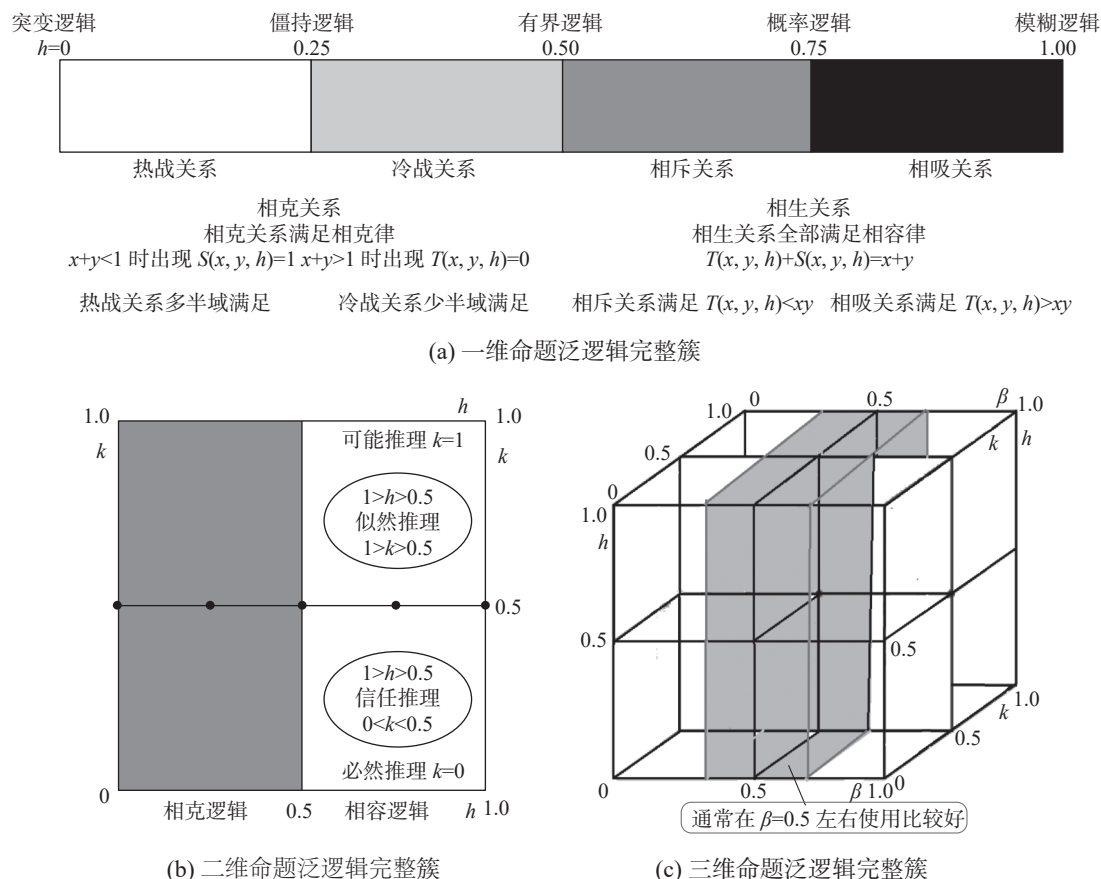 突变逻辑 僵持逻辑 有界逻辑 概率逻辑 模糊逻辑
h=0 0.25 0.50 0.75 1.00
热战关系 冷战关系 相斥关系 相吸关系
相克关系 相生关系
相克关系满足相克律 相生关系全部满足相容律
x+y<1 时出现 S(x, y, h)=1 x+y>1 时出现 T(x, y, h)=0 T(x, y, h)+S(x, y, h)=x+y
热战关系多半域满足 冷战关系少半域满足 相斥关系满足 T(x, y, h)<xy 相吸关系满足 T(x, y, h)>xy
(a) 一维命题泛逻辑完整簇
1.0 h 1.0
k 可能推理 k=1 k
1>h>0.5
似然推理
1>k>0.5
0.5
1>h>0.5
信任推理
0<k<0.5
必然推理 k=0
0 相克逻辑 0.5 相容逻辑 h 1.0
(b) 二维命题泛逻辑完整簇
0 0.5 β 1.0
1.0 k h
0.5
0
1.0
h
0.5 0.5
1.0
k
0.5
0 0.5 β 1.0 0
通常在 β=0.5 左右使用比较好
(c) 三维命题泛逻辑完整簇